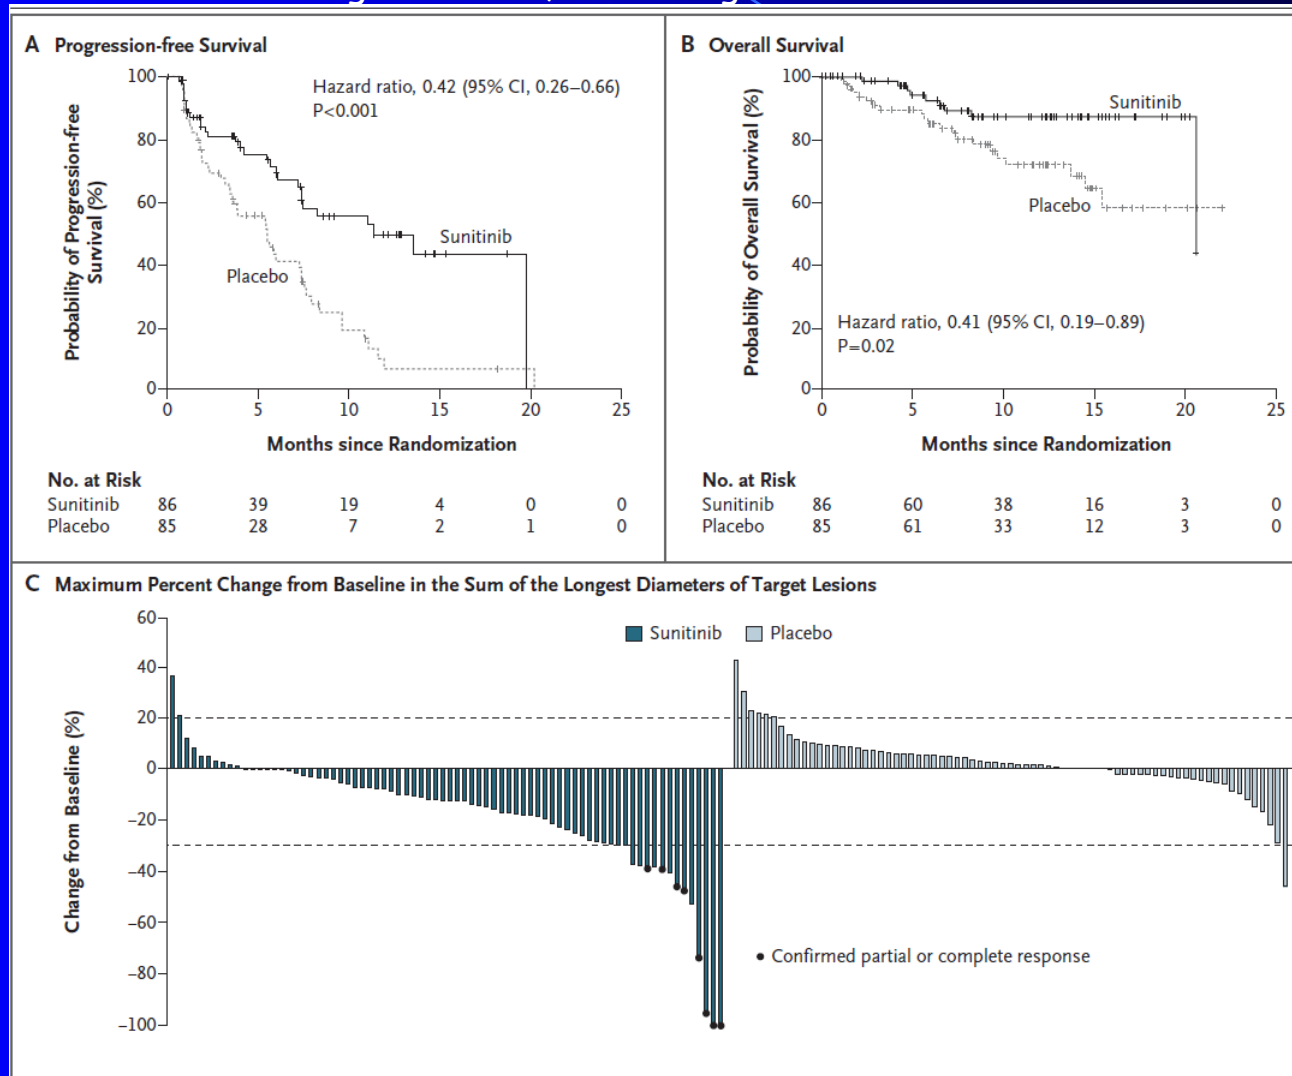 A Progression-free Survival
Hazard ratio, 0.42 (95% CI, 0.26–0.66)
P<0.001
Probability of Progression-free
Survival (%)
100
80
60
40
20
0
Sunitinib
Placebo
0 5 10 15 20 25
Months since Randomization
No. at Risk
Sunitinib 86 39 19 4 0 0
Placebo 85 28 7 2 1 0
B Overall Survival
Probability of Overall Survival (%)
100
80
60
40
20
0
Sunitinib
Placebo
Hazard ratio, 0.41 (95% CI, 0.19–0.89)
P=0.02
0 5 10 15 20 25
Months since Randomization
No. at Risk
Sunitinib 86 60 38 16 3 0
Placebo 85 61 33 12 3 0
C Maximum Percent Change from Baseline in the Sum of the Longest Diameters of Target Lesions
Change from Baseline (%)
60
40
20
0
–20
–40
–60
–80
–100
Sunitinib Placebo
• Confirmed partial or complete response